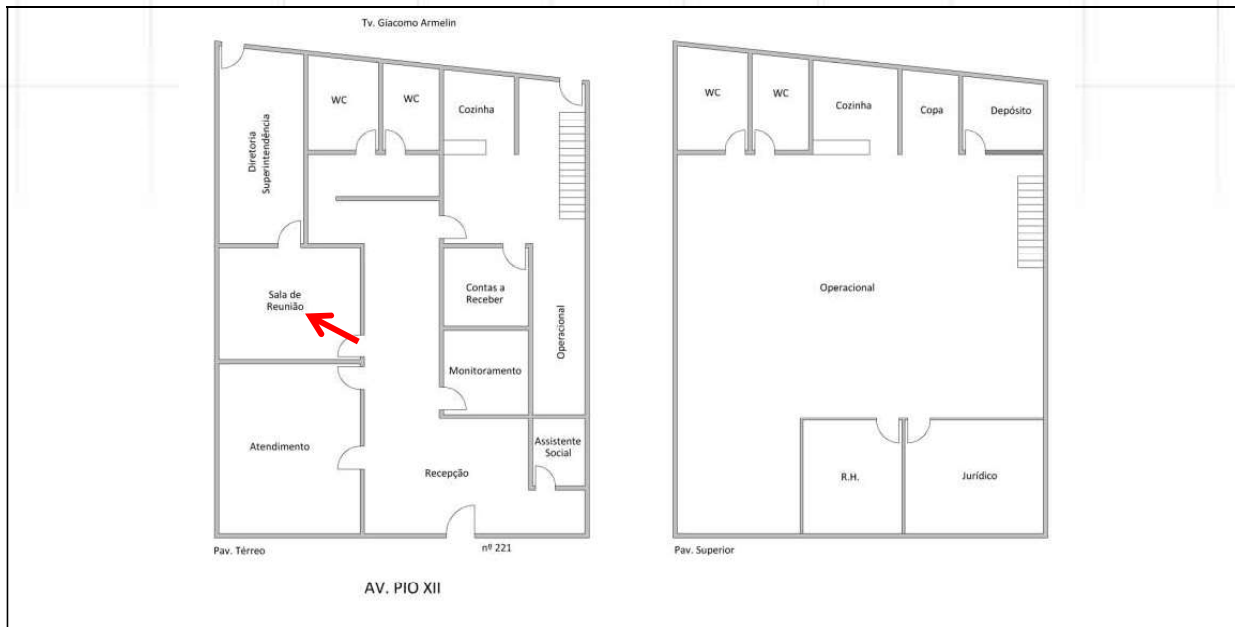 Tv. Giacomo Armelin
WC
WC
Cozinha
Diretoria
Superintendência
Sala de
Reunião
Contas a
Receber
Operacional
Monitoramento
Atendimento
Assistente
Social
Recepção
Pav. Térreo
nº 221
AV. PIO XII
WC
WC
Cozinha
Copa
Depósito
Operacional
R.H.
Jurídico
Pav. Superior